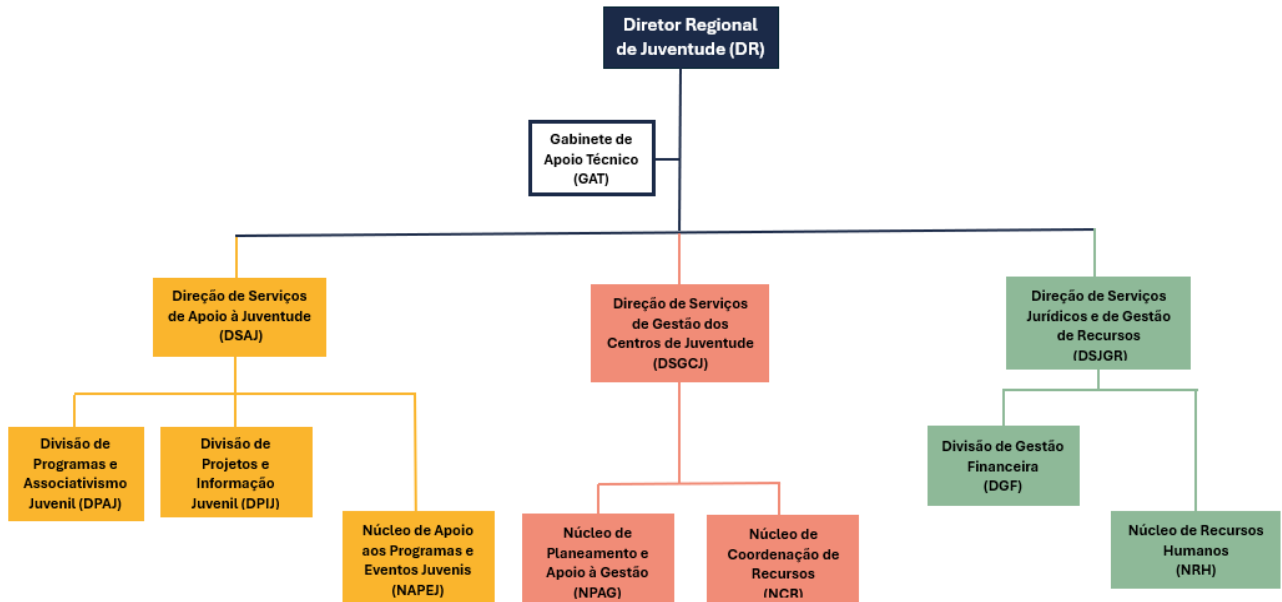 Diretor Regional
de Juventude (DR)
Gabinete de
Apoio Técnico
(GAT)
Direção de Serviços
de Apoio à Juventude
(DSAJ)
Direção de Serviços
de Gestão dos
Centros de Juventude
(DSGCJ)
Direção de Serviços
Jurídicos e de Gestão
de Recursos
(DSJGR)
Divisão de
Programas e
Associativismo
Juvenil (DPAJ)
Divisão de
Projetos e
Informação
Juvenil (DPIJ)
Núcleo de Apoio
aos Programas e
Eventos Juvenis
(NAPEJ)
Núcleo de
Planeamento e
Apoio à Gestão
(NPAG)
Núcleo de
Coordenação de
Recursos
(NCR)
Divisão de Gestão
Financeira
(DGF)
Núcleo de Recursos
Humanos
(NRH)